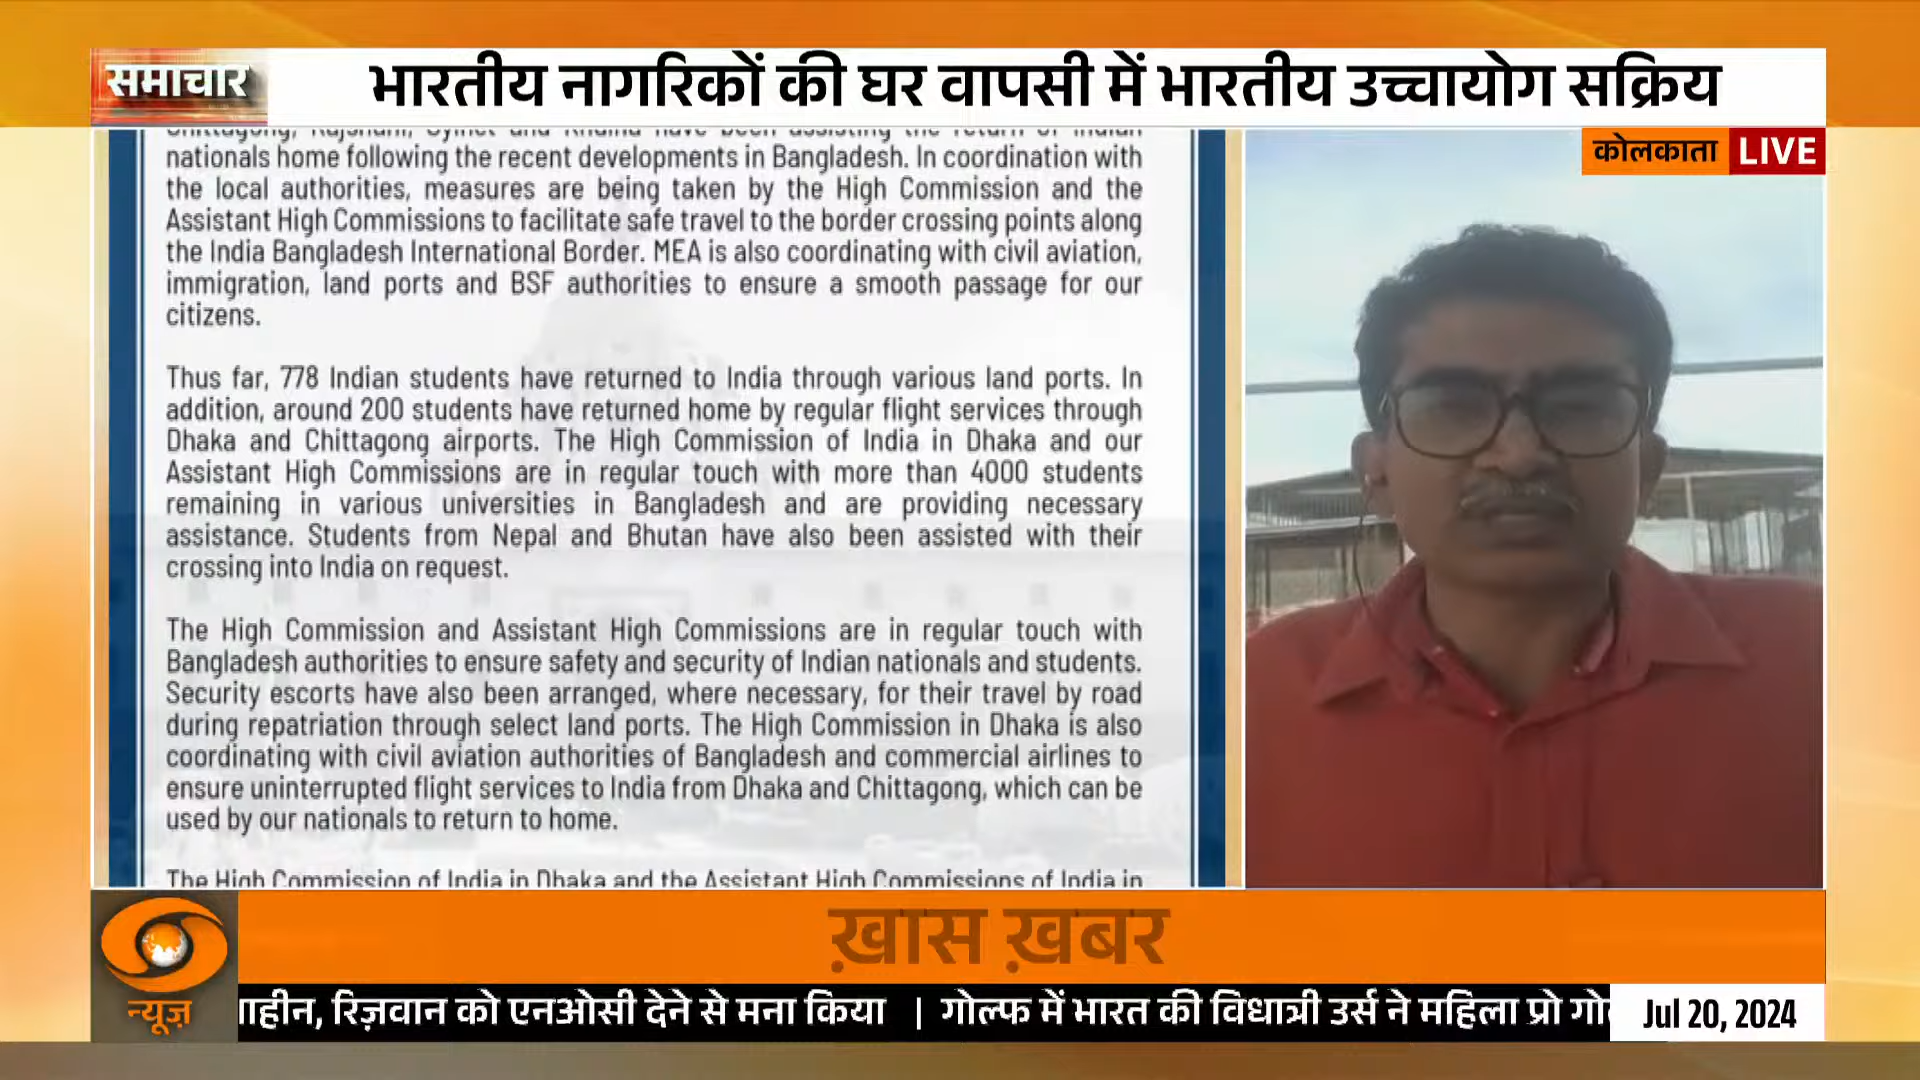 समाचार
भारतीय नागरिकों की घर वापसी में भारतीय उच्चायोग सक्रिय
कोलकाता LIVE
Chittagong, Rajshahi, Sylhet and Khulna have been assisting the return of Indian
nationals home following the recent developments in Bangladesh. In coordination with
the local authorities, measures are being taken by the High Commission and the
Assistant High Commissions to facilitate safe travel to the border crossing points along
the India Bangladesh International Border. MEA is also coordinating with civil aviation,
immigration, land ports and BSF authorities to ensure a smooth passage for our
citizens.
Thus far, 778 Indian students have returned to India through various land ports. In
addition, around 200 students have returned home by regular flight services through
Dhaka and Chittagong airports. The High Commission of India in Dhaka and our
Assistant High Commissions are in regular touch with more than 4000 students
remaining in various universities in Bangladesh and are providing necessary
assistance. Students from Nepal and Bhutan have also been assisted with their
crossing into India on request.
The High Commission and Assistant High Commissions are in regular touch with
Bangladesh authorities to ensure safety and security of Indian nationals and students.
Security escorts have also been arranged, where necessary, for their travel by road
during repatriation through select land ports. The High Commission in Dhaka is also
coordinating with civil aviation authorities of Bangladesh and commercial airlines to
ensure uninterrupted flight services to India from Dhaka and Chittagong, which can be
used by our nationals to return to home.
The High Commission of India in Dhaka and the Assistant High Commissions of India in
ख़ास ख़बर
न्यूज़
ाहीन, रिज़वान को एनओसी देने से मना किया | गोल्फ में भारत की विधात्री उर्स ने महिला प्रो
Jul 20, 2024